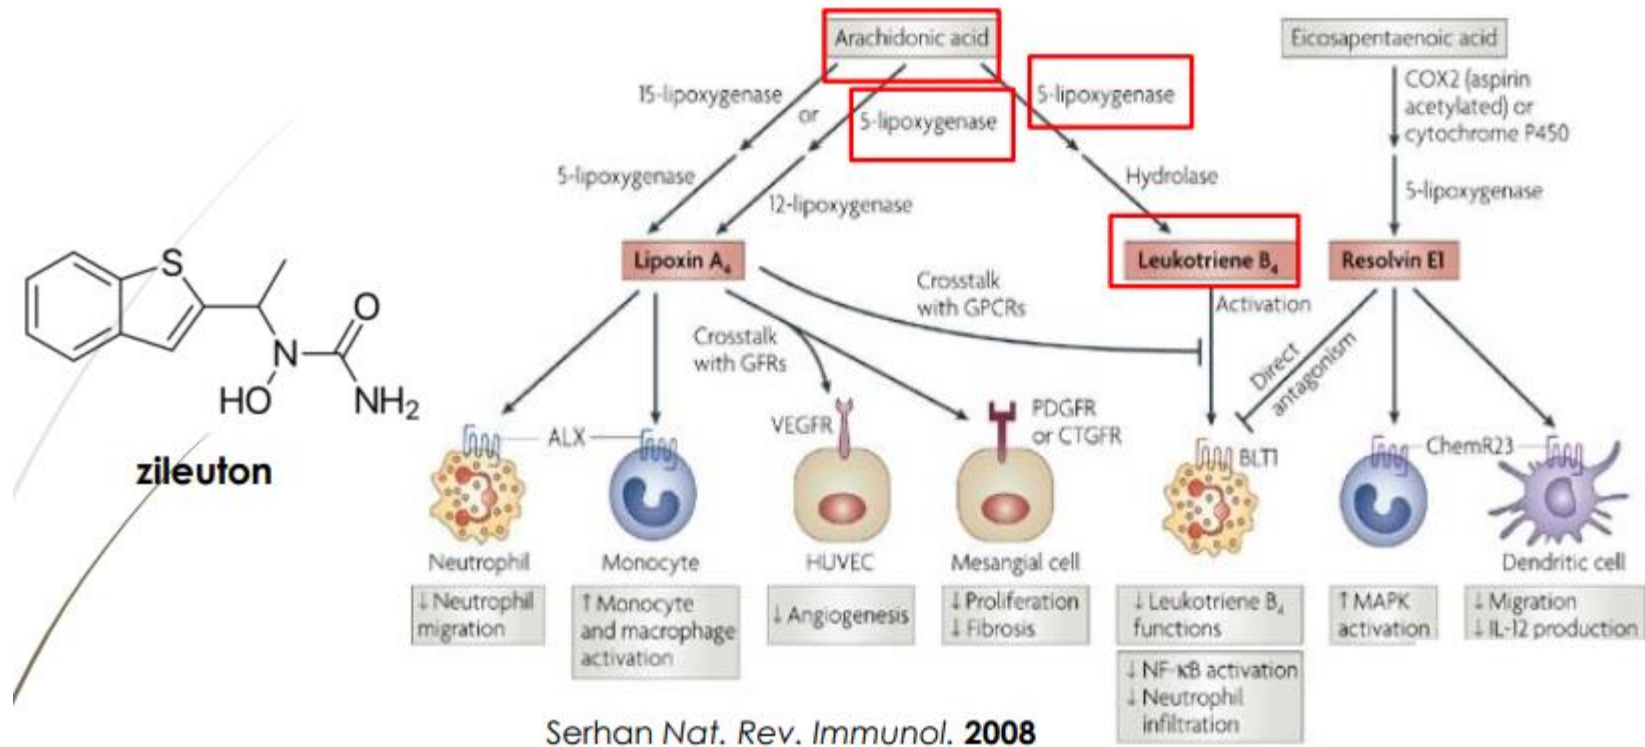 Arachidonic acid
Eicosapentaenoic acid
15-lipoxygenase
or
5-lipoxygenase
5-lipoxygenase
COX2 (aspirin
acetylated) or
cytochrome P450
5-lipoxygenase
12-lipoxygenase
Hydrolase
5-lipoxygenase
Lipoxin A₄
Leukotriene B₄
Resolvin E1
S
O
N
HO
NH₂
zileuton
Crosstalk
with GPCRs
Activation
Crosstalk
with GFRs
Direct
antagonism
ALX
VEGFR
PDGFR
or CTGFR
BLT1
ChemR23
Neutrophil
Monocyte
HUVEC
Mesangial cell
Dendritic cell
↓ Neutrophil
migration
↑ Monocyte
and macrophage
activation
↓ Angiogenesis
↓ Proliferation
↓ Fibrosis
↓ Leukotriene B₄
functions
↓ NF-κB activation
↓ Neutrophil
infiltration
↑ MAPK
activation
↓ Migration
↓ IL-12 production
Serhan Nat. Rev. Immunol. 2008